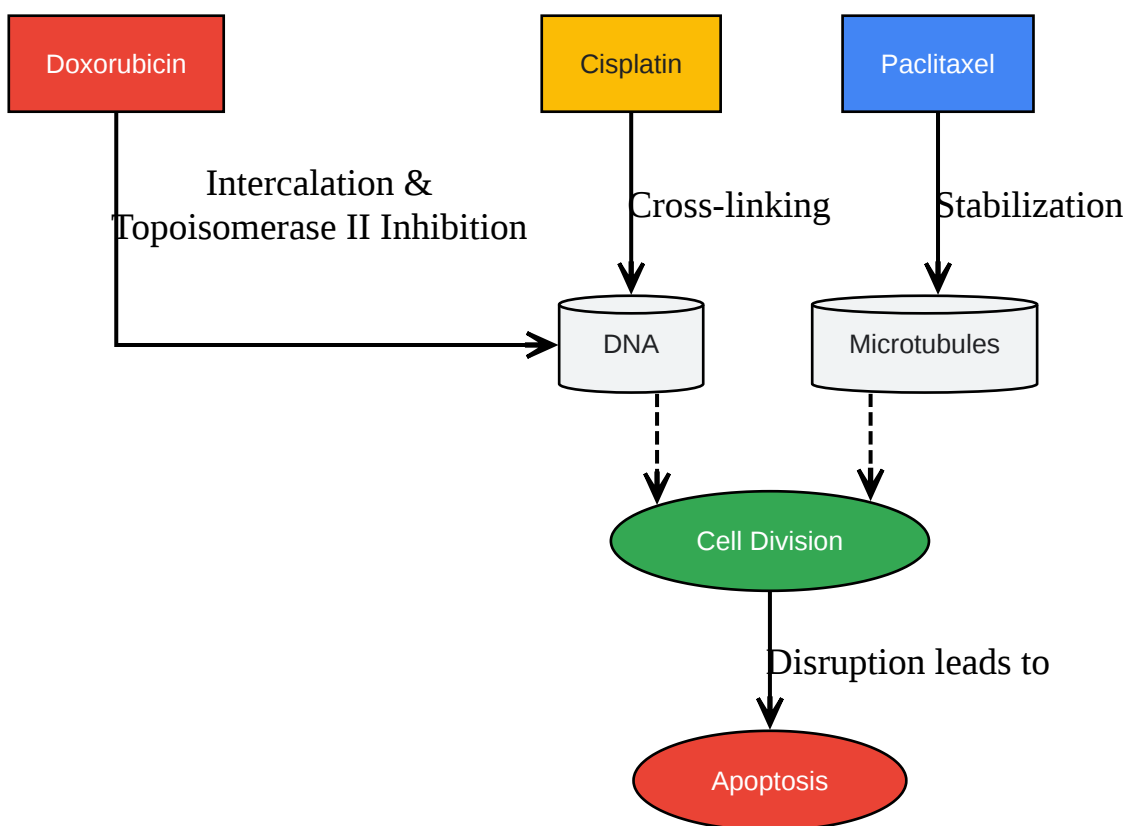 Doxorubicin
Cisplatin
Paclitaxel
Intercalation &
Topoisomerase II Inhibition
Cross-linking
Stabilization
DNA
Microtubules
Cell Division
Disruption leads to
Apoptosis